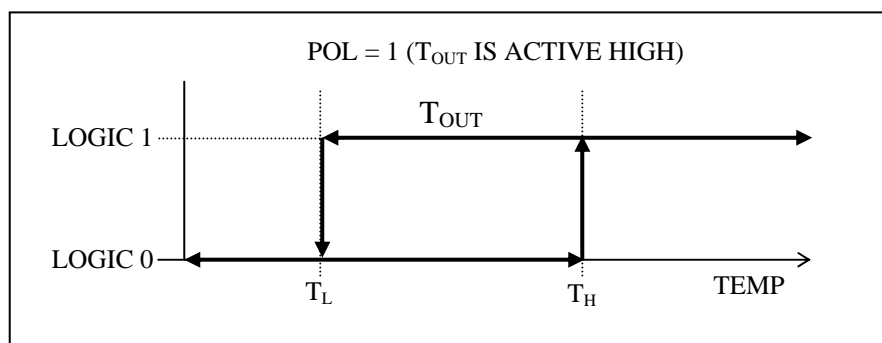 POL = 1 (TOUT IS ACTIVE HIGH)
TOUT
LOGIC 1
LOGIC 0
TL
TH
TEMP